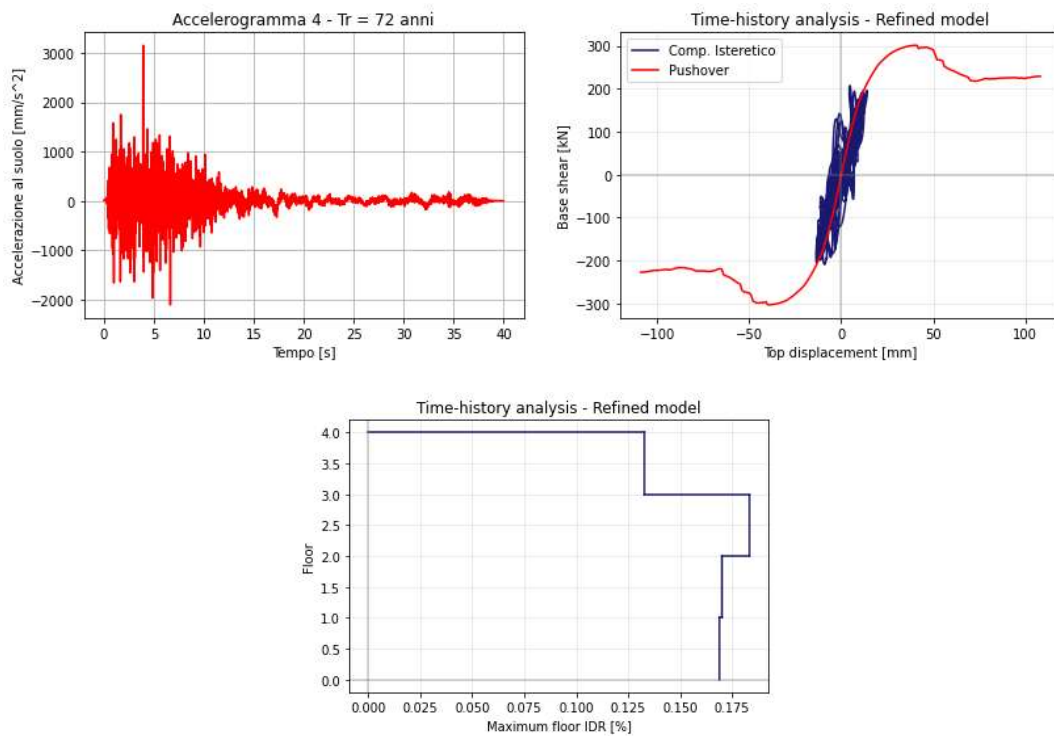 Accelerogramma 4 - Tr = 72 anni
3000
2000
1000
0
−1000
−2000
Accelerazione al suolo [mm/s^2]
0 5 10 15 20 25 30 35 40
Tempo [s]
Time-history analysis - Refined model
Comp. Isteretico
Pushover
300
200
100
0
−100
−200
−300
Base shear [kN]
−100 −50 0 50 100
Top displacement [mm]
Time-history analysis - Refined model
4.0
3.5
3.0
2.5
2.0
1.5
1.0
0.5
0.0
Floor
0.000 0.025 0.050 0.075 0.100 0.125 0.150 0.175
Maximum floor IDR [%]